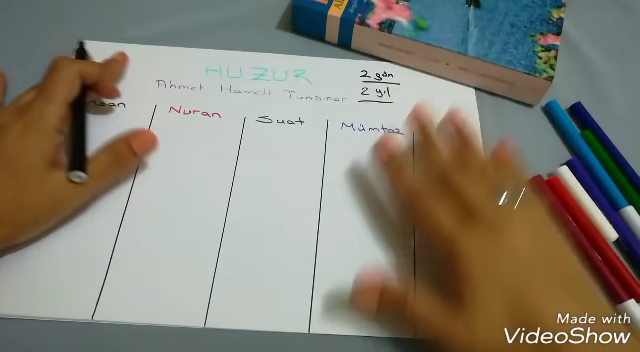 HUZUR
2 gün
Ahmet Hamdi Tanpınar
2 yıl
Nuran
Suat
Mümtaz
Made with
VideoShow